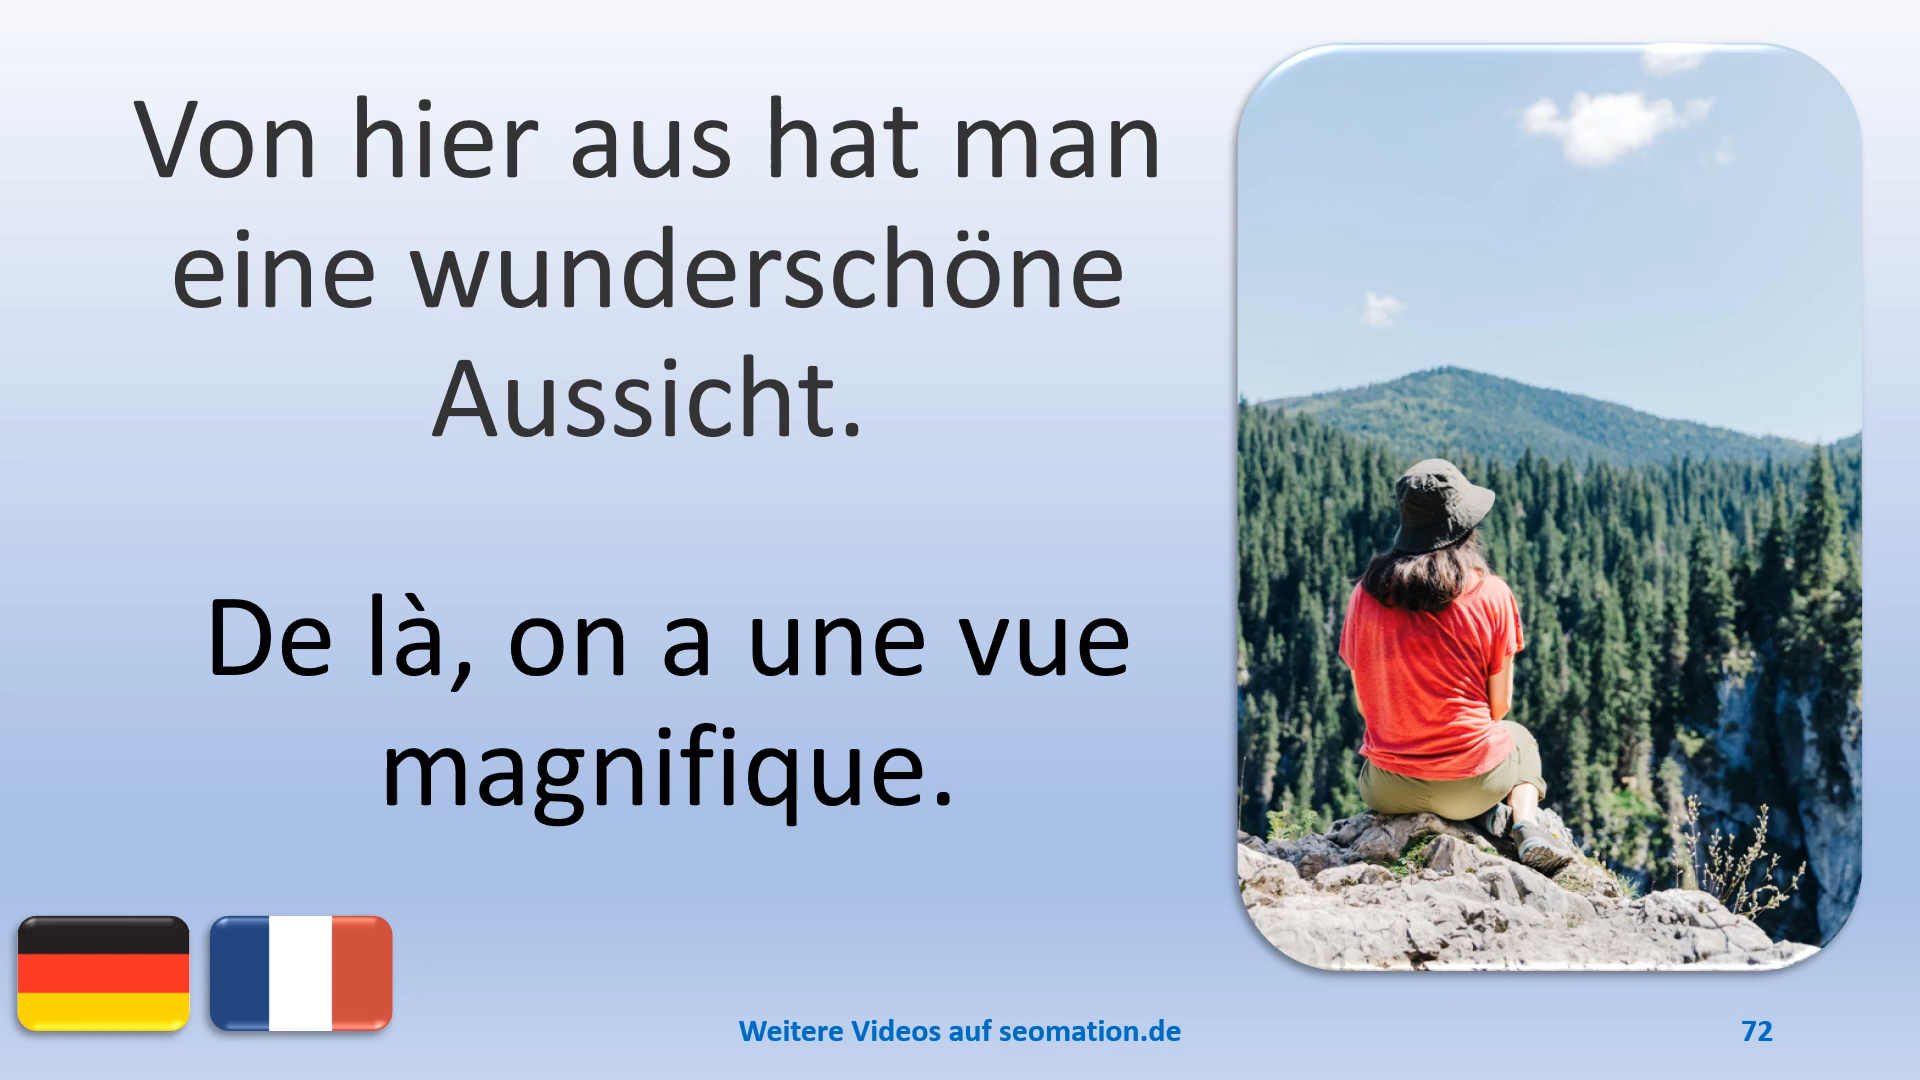 Von hier aus hat man
eine wunderschöne
Aussicht.
De là, on a une vue
magnifique.
Weitere Videos auf seomation.de
72